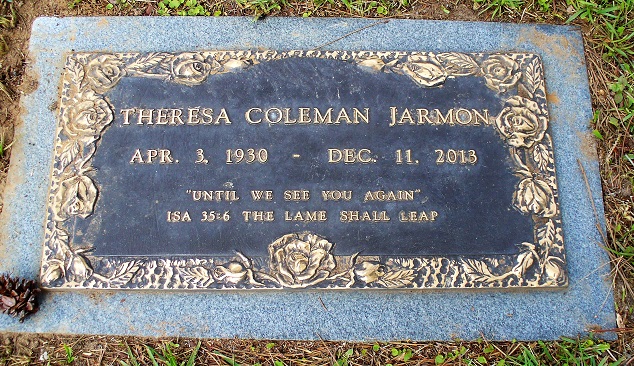 THERESA COLEMAN JARMON
APR. 3, 1930 - DEC. 11, 2013
"UNTIL WE SEE YOU AGAIN"
ISA 35:6 THE LAME SHALL LEAP